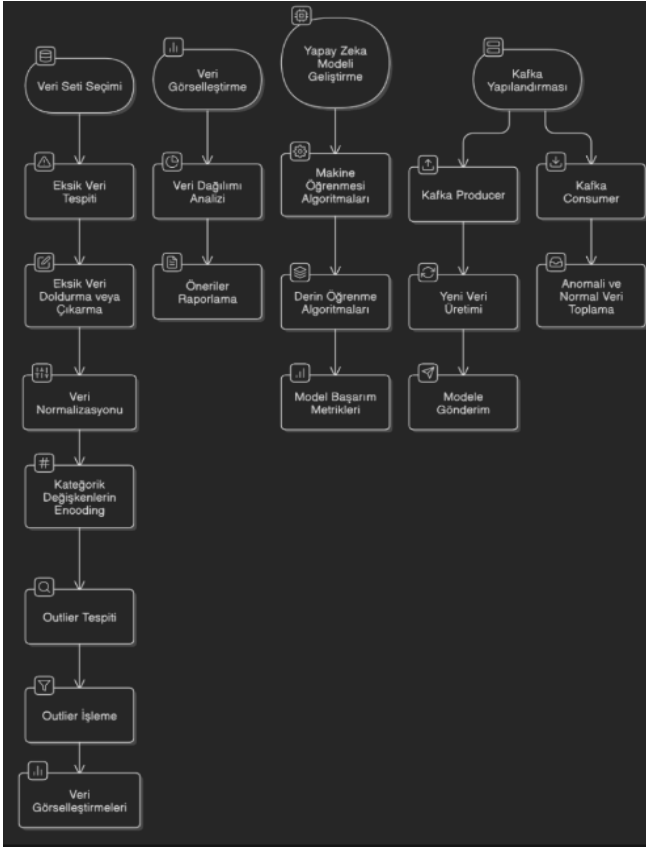 Veri Seti Seçimi
Eksik Veri
Tespiti
Eksik Veri
Doldurma veya
Çıkarma
Veri
Normalizasyonu
#
Kateğorik
Değişkenlerin
Enooding
Outlier Tespiti
Outlier İşleme
Veri
Görselleştirmeleri
Veri
Görselleştirme
Veri Dağılımı
Analizi
Öneriler
Raporlama
Yapay Zeka
Modeli
Geliştirme
Makine
Öğrenmesi
Algoritmaları
Derin Öğrenme
Algoritmaları
Model Başarım
Metrikleri
Kafka
Yapılandırması
Kafka Producer
Yeni Veri
Üretimi
Modele
Gönderim
Kafka
Consumer
Anomali ve
Normal Veri
Toplama